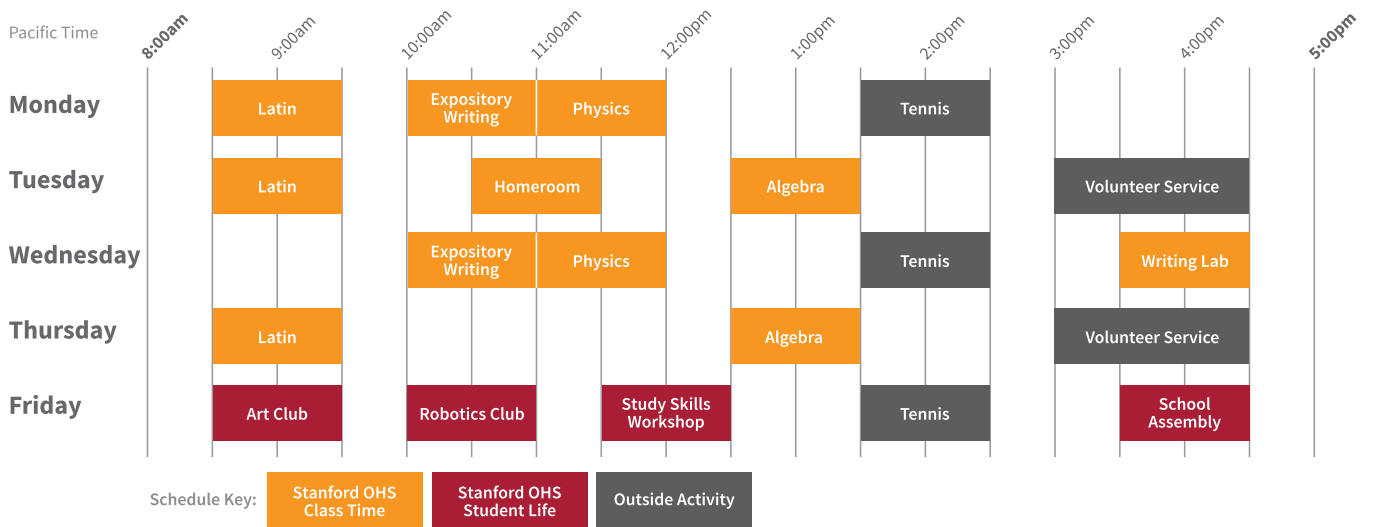 Pacific Time
8:00am
9:00am
10:00am
11:00am
12:00pm
1:00pm
2:00pm
3:00pm
4:00pm
5:00pm
Monday
Latin
Expository
Writing
Physics
Tennis
Tuesday
Latin
Homeroom
Algebra
Volunteer Service
Wednesday
Expository
Writing
Physics
Tennis
Writing Lab
Thursday
Latin
Algebra
Volunteer Service
Friday
Art Club
Robotics Club
Study Skills
Workshop
Tennis
School
Assembly
Schedule Key:
Stanford OHS
Class Time
Stanford OHS
Student Life
Outside Activity